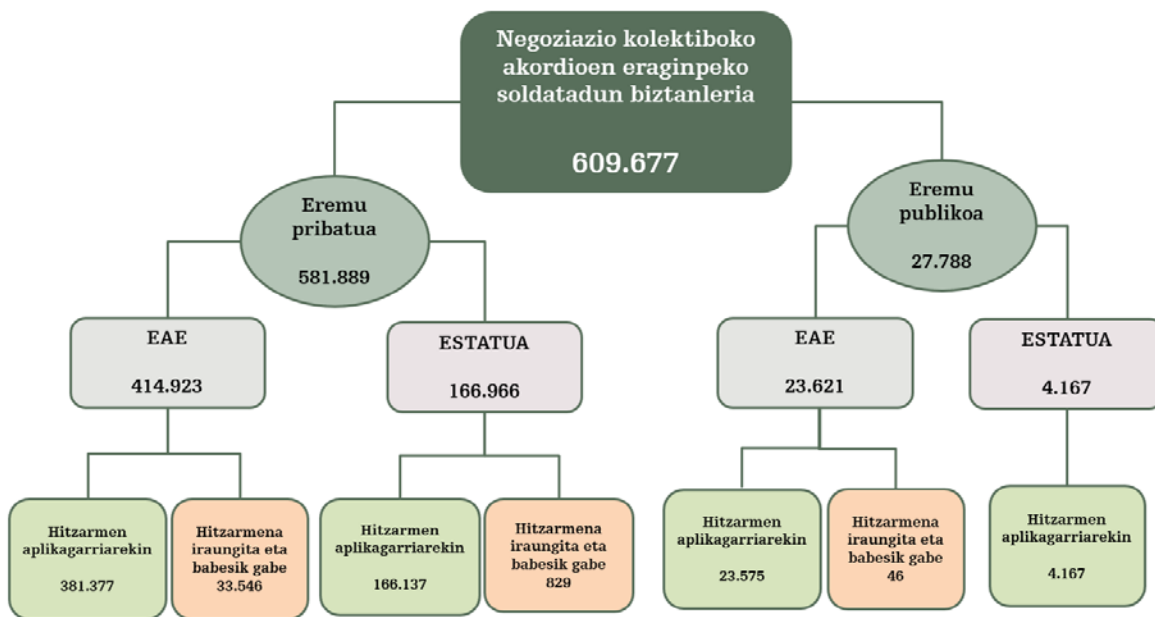 Negoziazio kolektiboko
akordioen eraginpeko
soldatadun biztanleria
609.677
Eremu
pribatua
581.889
Eremu
publikoa
27.788
EAE
414.923
ESTATUA
166.966
EAE
23.621
ESTATUA
4.167
Hitzarmen
aplikagarriarekin
381.377
Hitzarmena
iraungita eta
babesik gabe
33.546
Hitzarmen
aplikagarriarekin
166.137
Hitzarmena
iraungita eta
babesik gabe
829
Hitzarmen
aplikagarriarekin
23.575
Hitzarmena
iraungita eta
babesik gabe
46
Hitzarmen
aplikagarriarekin
4.167